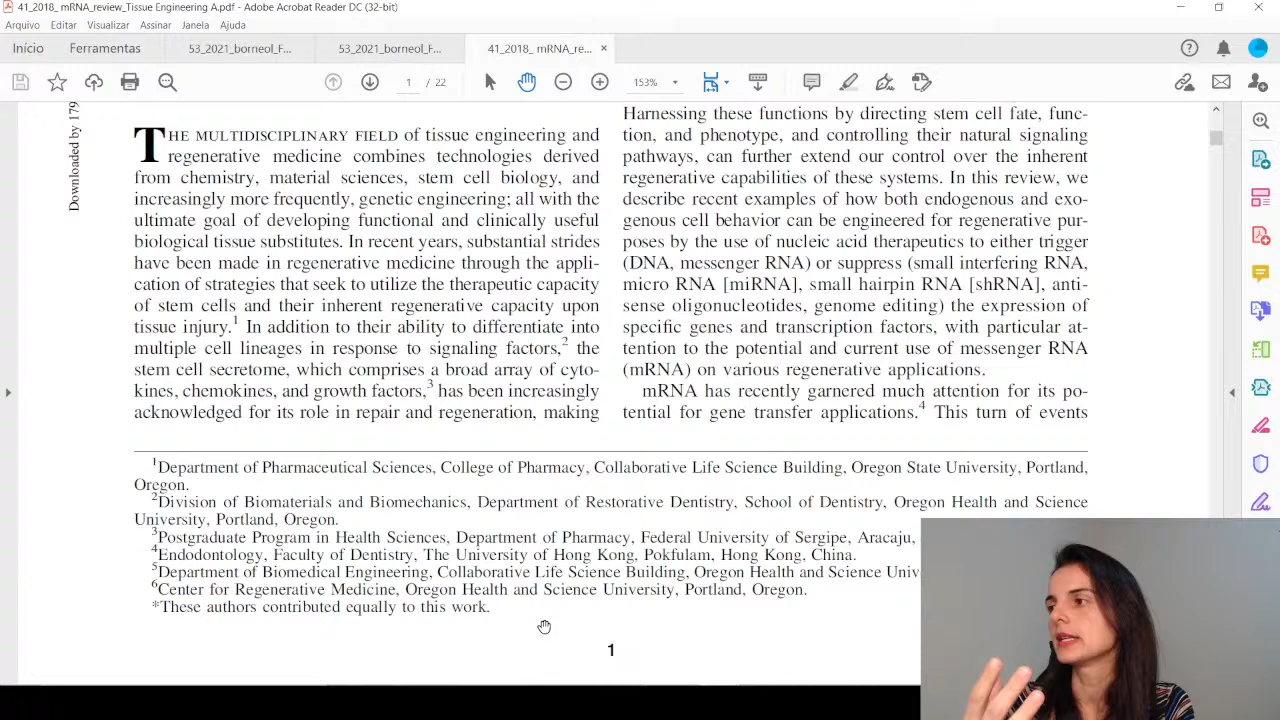 41_2018_ mRNA_review_Tissue Engineering A.pdf - Adobe Acrobat Reader DC (32-bit)
Arquivo Editar Visualizar Assinar Janela Ajuda
Início Ferramentas 53_2021_borneol_F... 53_2021_borneol_F... 41_2018_ mRNA_re... ×
1 / 22 153%
Downloaded by 179
THE MULTIDISCIPLINARY FIELD of tissue engineering and
regenerative medicine combines technologies derived
from chemistry, material sciences, stem cell biology, and
increasingly more frequently, genetic engineering; all with the
ultimate goal of developing functional and clinically useful
biological tissue substitutes. In recent years, substantial strides
have been made in regenerative medicine through the appli-
cation of strategies that seek to utilize the therapeutic capacity
of stem cells and their inherent regenerative capacity upon
tissue injury.1 In addition to their ability to differentiate into
multiple cell lineages in response to signaling factors,2 the
stem cell secretome, which comprises a broad array of cyto-
kines, chemokines, and growth factors,3 has been increasingly
acknowledged for its role in repair and regeneration, making
Harnessing these functions by directing stem cell fate, func-
tion, and phenotype, and controlling their natural signaling
pathways, can further extend our control over the inherent
regenerative capabilities of these systems. In this review, we
describe recent examples of how both endogenous and exo-
genous cell behavior can be engineered for regenerative pur-
poses by the use of nucleic acid therapeutics to either trigger
(DNA, messenger RNA) or suppress (small interfering RNA,
micro RNA [miRNA], small hairpin RNA [shRNA], anti-
sense oligonucleotides, genome editing) the expression of
specific genes and transcription factors, with particular at-
tention to the potential and current use of messenger RNA
(mRNA) on various regenerative applications.
mRNA has recently garnered much attention for its po-
tential for gene transfer applications.4 This turn of events
1Department of Pharmaceutical Sciences, College of Pharmacy, Collaborative Life Science Building, Oregon State University, Portland,
Oregon.
2Division of Biomaterials and Biomechanics, Department of Restorative Dentistry, School of Dentistry, Oregon Health and Science
University, Portland, Oregon.
3Postgraduate Program in Health Sciences, Department of Pharmacy, Federal University of Sergipe, Aracaju,
4Endodontology, Faculty of Dentistry, The University of Hong Kong, Pokfulam, Hong Kong, China.
5Department of Biomedical Engineering, Collaborative Life Science Building, Oregon Health and Science Univ
6Center for Regenerative Medicine, Oregon Health and Science University, Portland, Oregon.
*These authors contributed equally to this work.
1